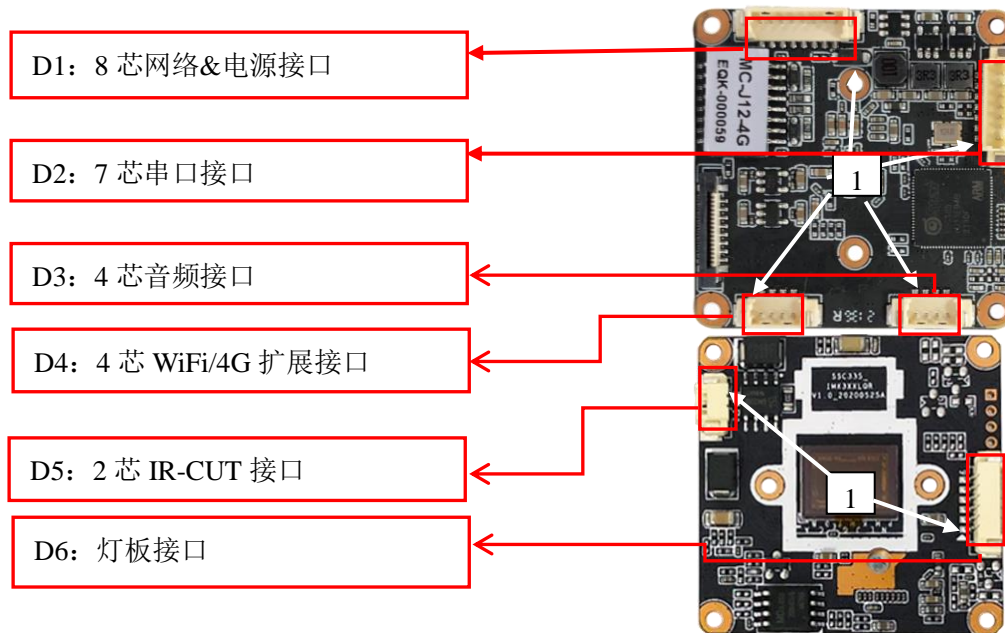 D1：8 芯网络&电源接口
MC-J12-4G
EQK-000059
3R3
3R3
D2：7 芯串口接口
1
D3：4 芯音频接口
D4：4 芯 WiFi/4G 扩展接口
SSC335_
IMX3XXLQR
V1.0_20200525A
D5：2 芯 IR-CUT 接口
1
D6：灯板接口